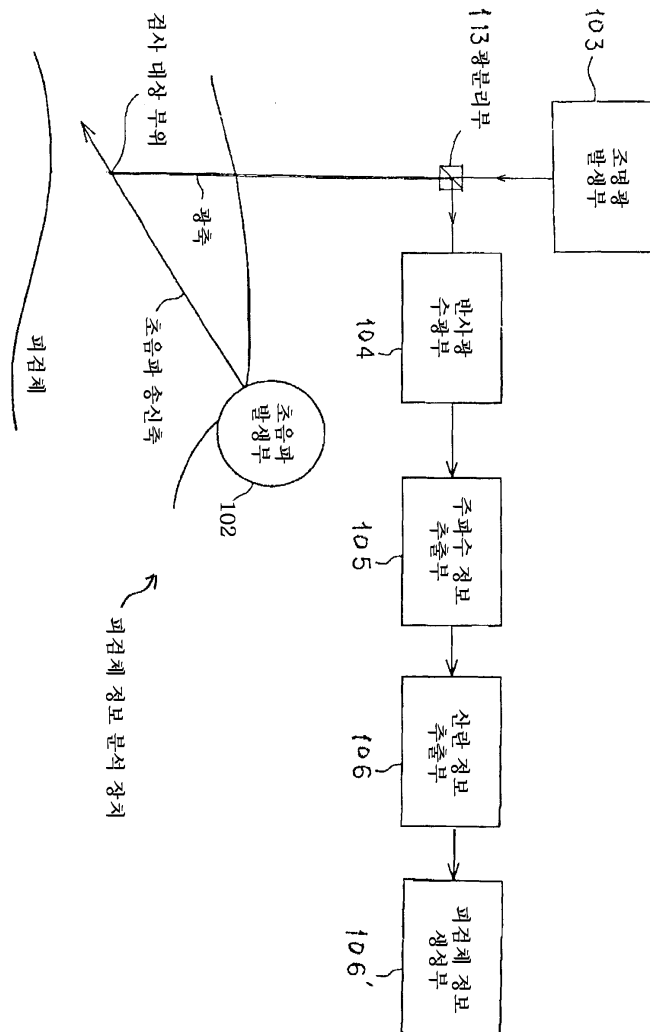 103
조명광
발생부
113 광분리부
반사광
수광부
104
주파수 정보
추출부
105
산란 정보
추출부
106
피검체 정보
생성부
106'
검사 대상 부위
광축
초음파 송신축
초음파
발생부
102
피검체
피검체 정보 분석 장치